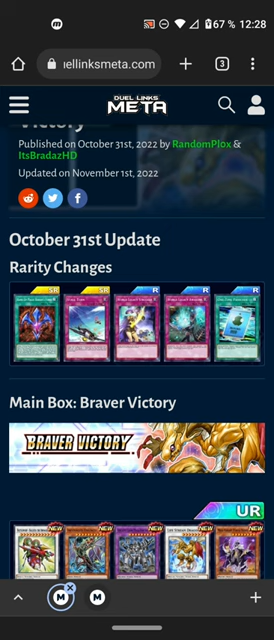 67 % 12:28
uellinksmeta.com
3
DUEL LINKS
META
Victory
Published on October 31st, 2022 by RandomPl0x &
ItsBradazHD
Updated on November 1st, 2022
October 31st Update
Rarity Changes
SR SR R R R
Main Box: Braver Victory
BRAVER VICTORY
UR
NEW NEW NEW NEW NEW
M M